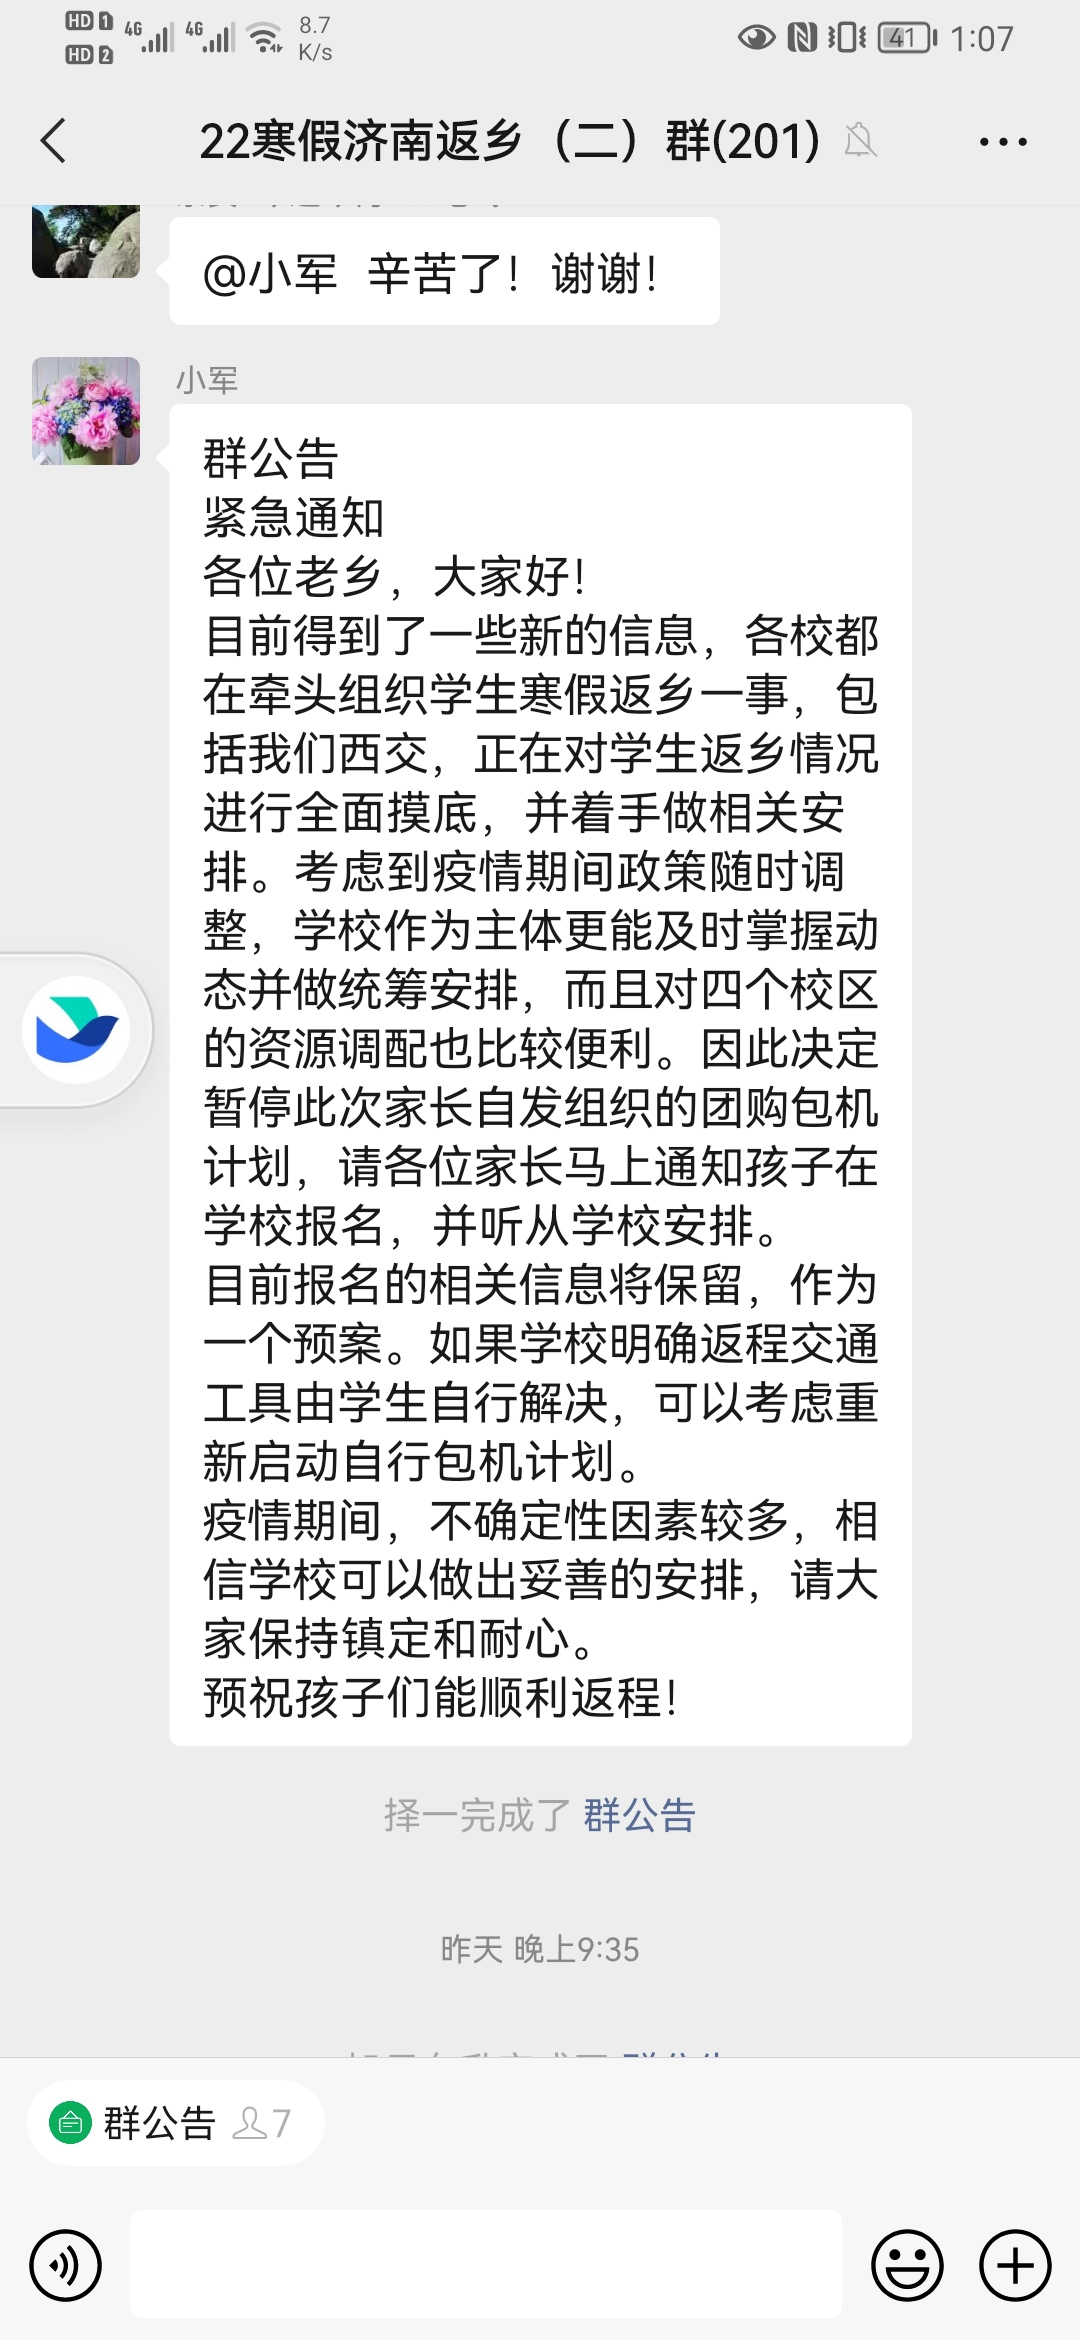 HD 1 4G 4G 8.7
HD 2 K/s
41 1:07
22寒假济南返乡（二）群(201)
@小军 辛苦了！谢谢！
小军
群公告
紧急通知
各位老乡，大家好！
目前得到了一些新的信息，各校都
在牵头组织学生寒假返乡一事，包
括我们西交，正在对学生返乡情况
进行全面摸底，并着手做相关安
排。考虑到疫情期间政策随时调
整，学校作为主体更能及时掌握动
态并做统筹安排，而且对四个校区
的资源调配也比较便利。因此决定
暂停此次家长自发组织的团购包机
计划，请各位家长马上通知孩子在
学校报名，并听从学校安排。
目前报名的相关信息将保留，作为
一个预案。如果学校明确返程交通
工具由学生自行解决，可以考虑重
新启动自行包机计划。
疫情期间，不确定性因素较多，相
信学校可以做出妥善的安排，请大
家保持镇定和耐心。
预祝孩子们能顺利返程！
择一完成了 群公告
昨天 晚上9:35
群公告 7